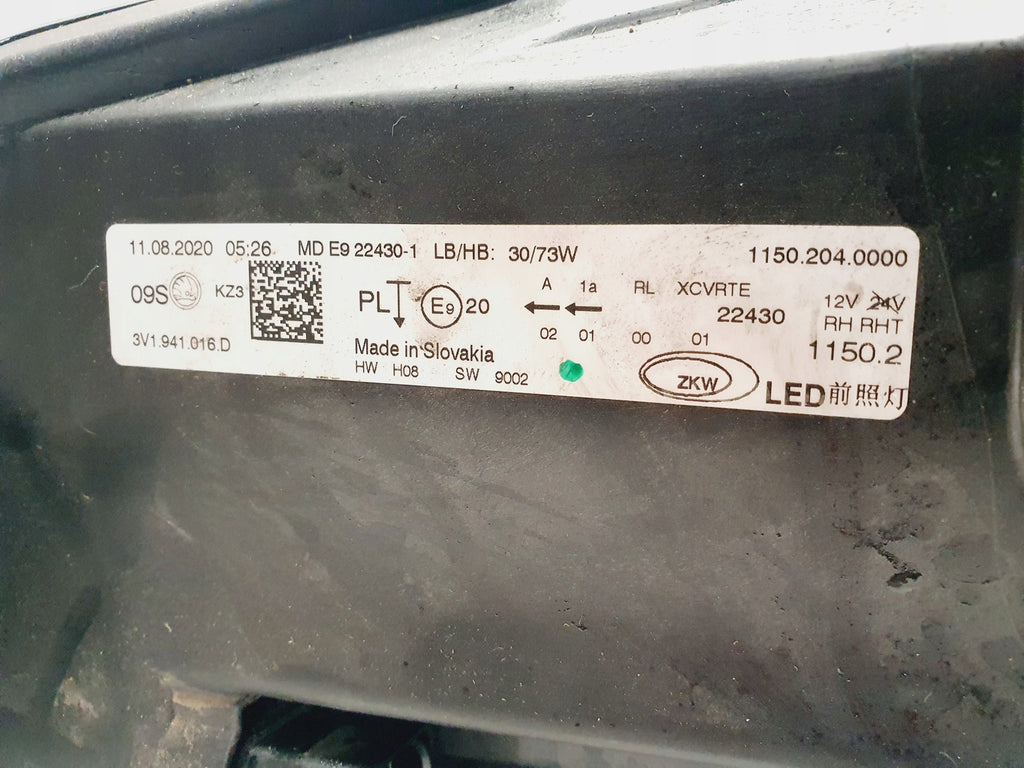 11.08.2020 05:26 MD E9 22430-1 LB/HB: 30/73W 1150.204.0000
09S KZ3 PL E9 20 A 1a RL XCVRTE 12V 24V
22430 RH RHT
02 01 00 01
3V1.941.016.D Made in Slovakia 1150.2
HW H08 SW 9002 ZKW LED前照灯